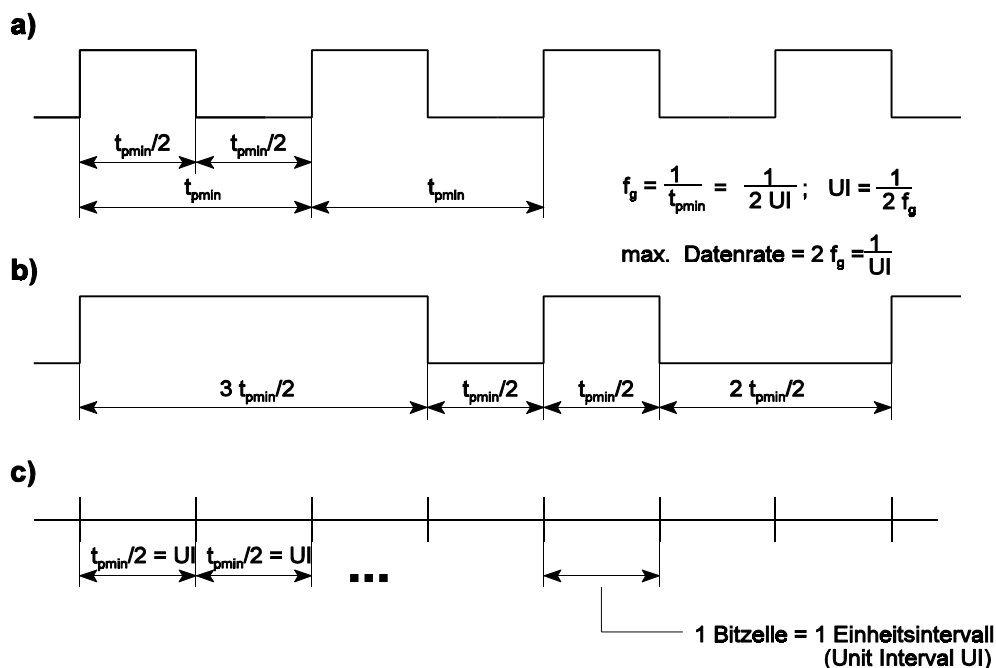 a)
t_pmin/2 t_pmin/2
t_pmin t_pmin
f_g = 1/t_pmin = 1/(2 UI) ; UI = 1/(2 f_g)
max. Datenrate = 2 f_g = 1/UI
b)
3 t_pmin/2 t_pmin/2 t_pmin/2 2 t_pmin/2
c)
t_pmin/2 = UI t_pmin/2 = UI
...
1 Bitzelle = 1 Einheitsintervall
(Unit Interval UI)